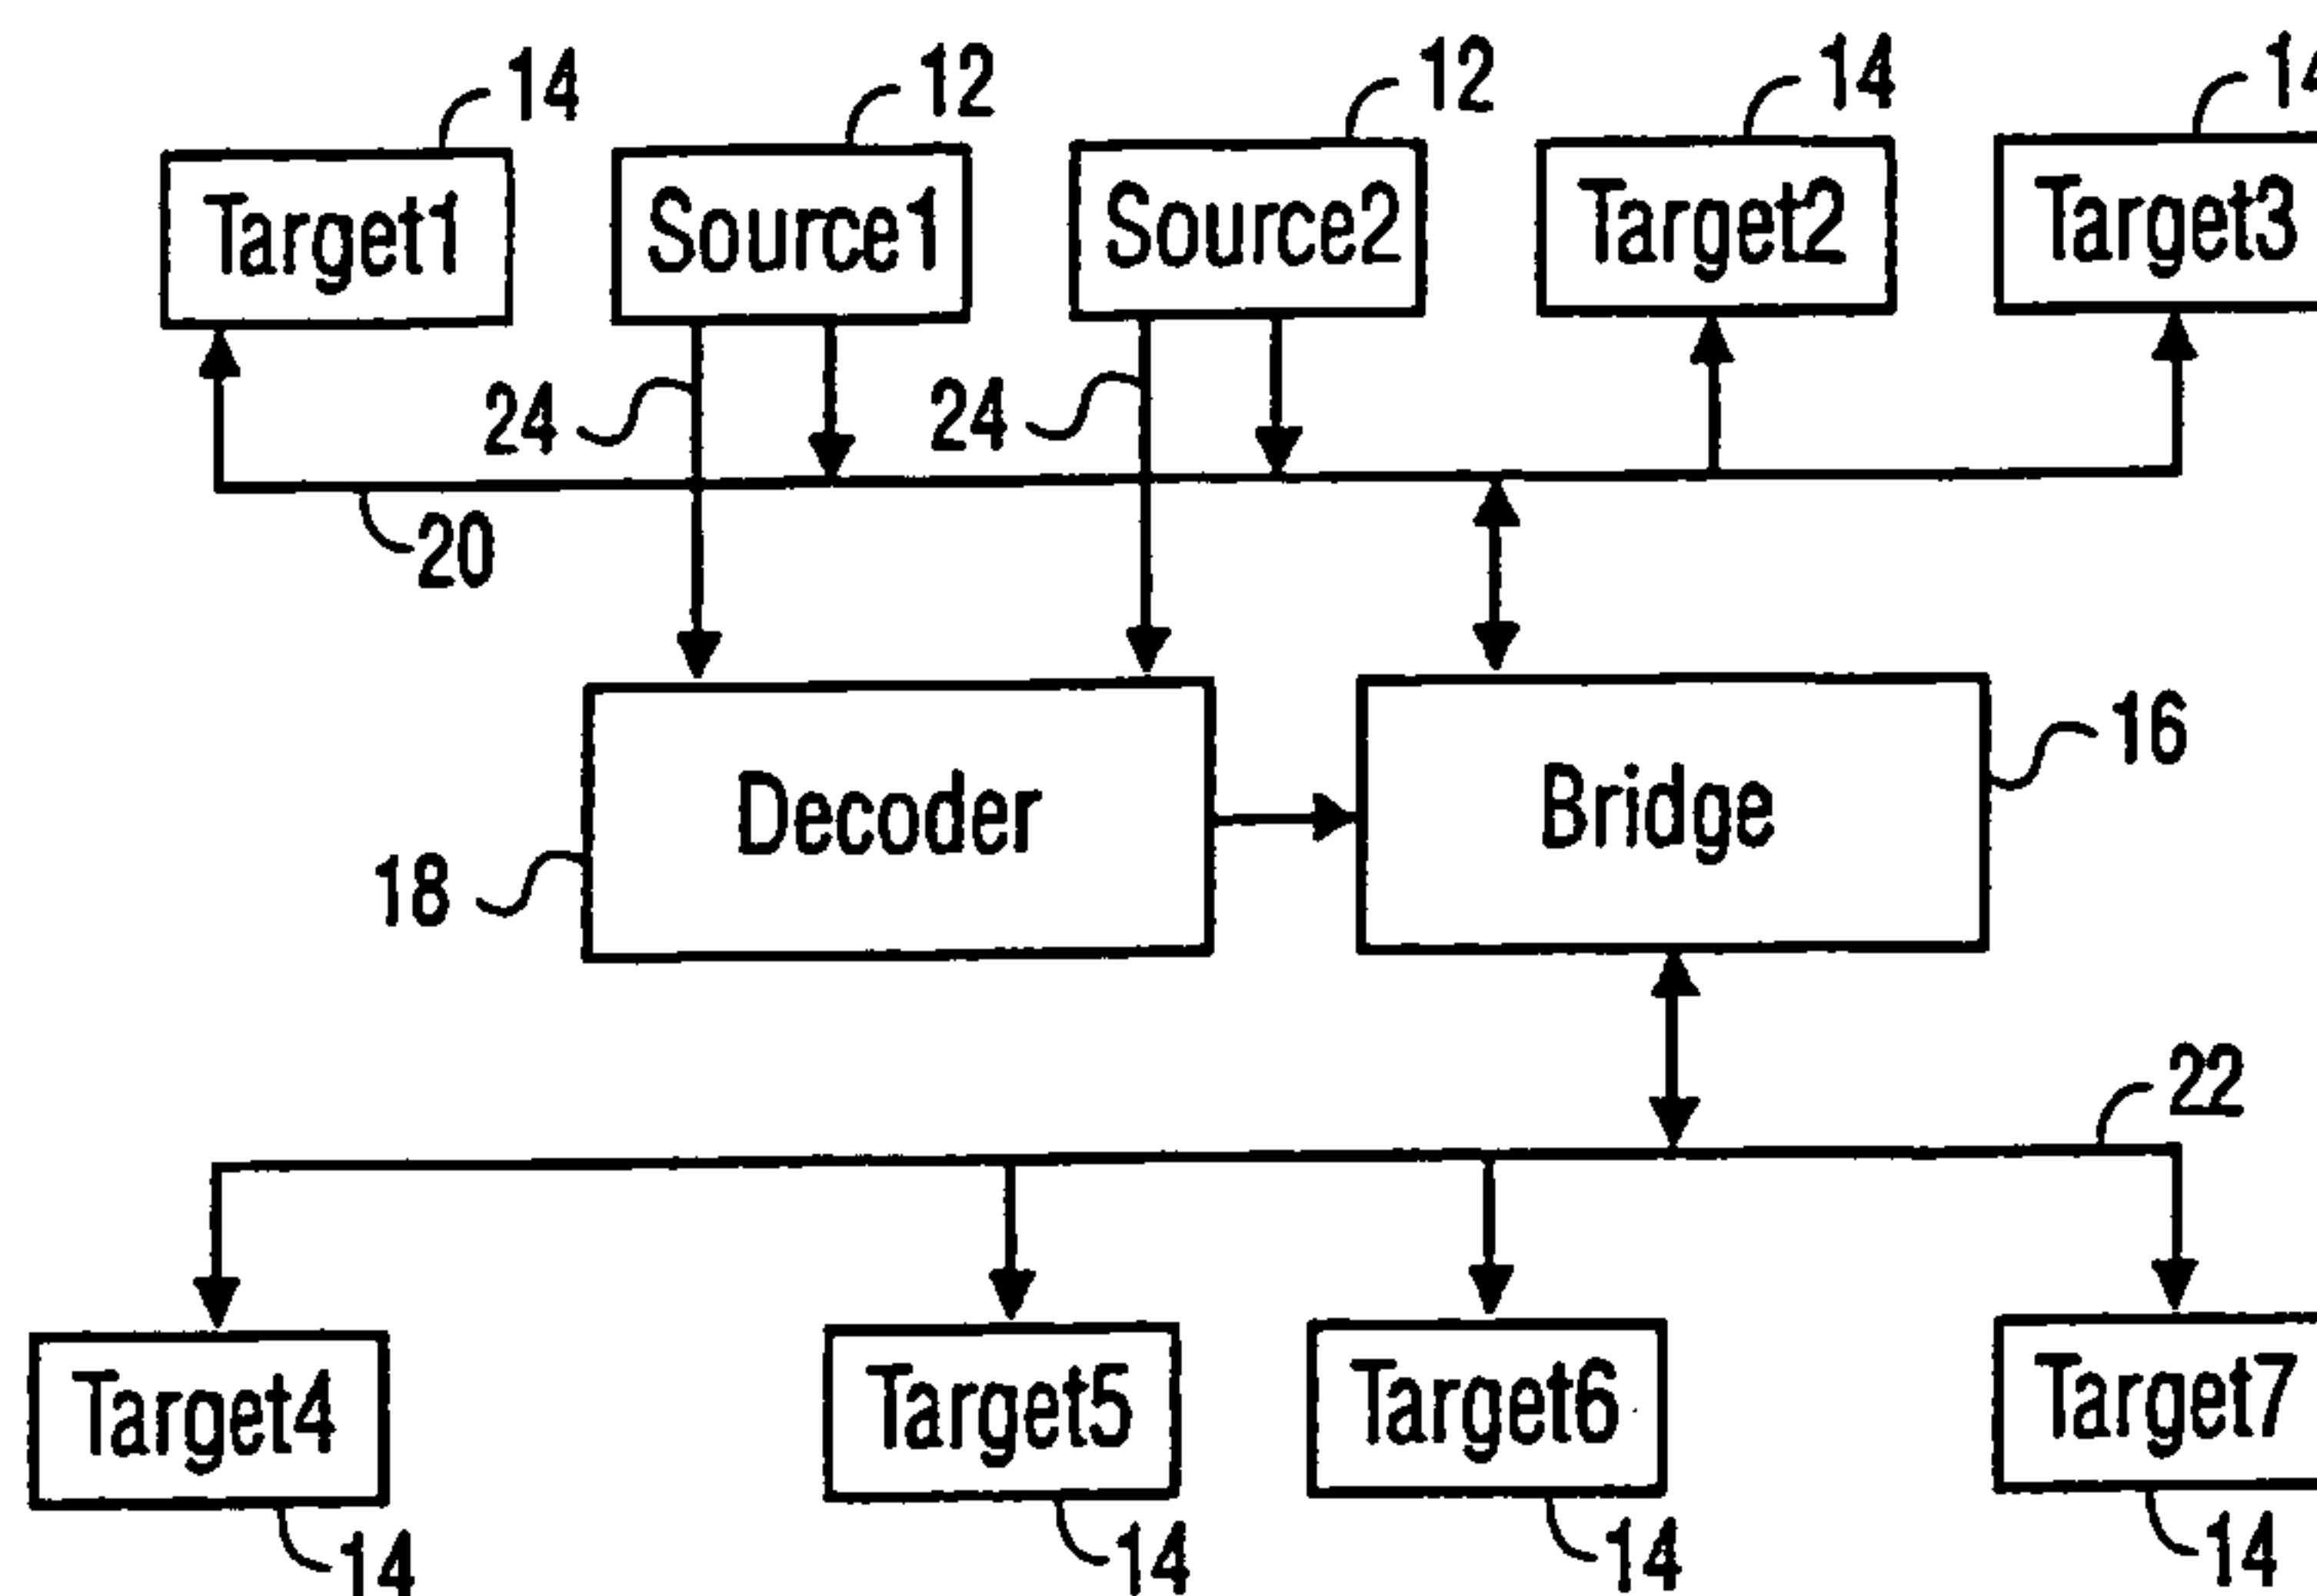 14 12 12 14 14
Target1 Source1 Source2 Target2 Target3
24 24
20
16
Decoder Bridge
18
22
Target4 Target5 Target6 Target7
14 14 14 14